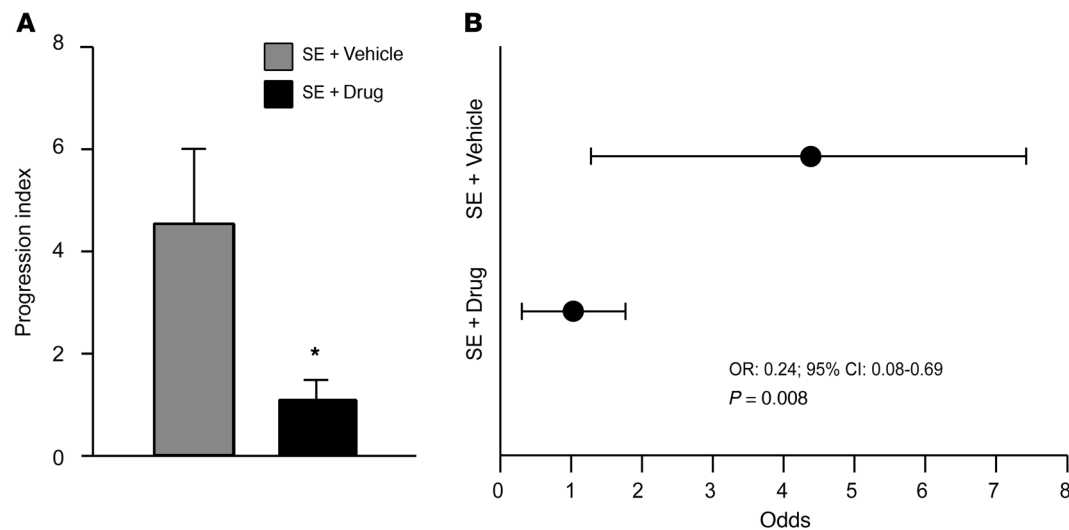 A
8
6
4
2
0
Progression index
SE + Vehicle
SE + Drug
*
B
SE + Vehicle
SE + Drug
OR: 0.24; 95% CI: 0.08-0.69
P = 0.008
0 1 2 3 4 5 6 7 8
Odds